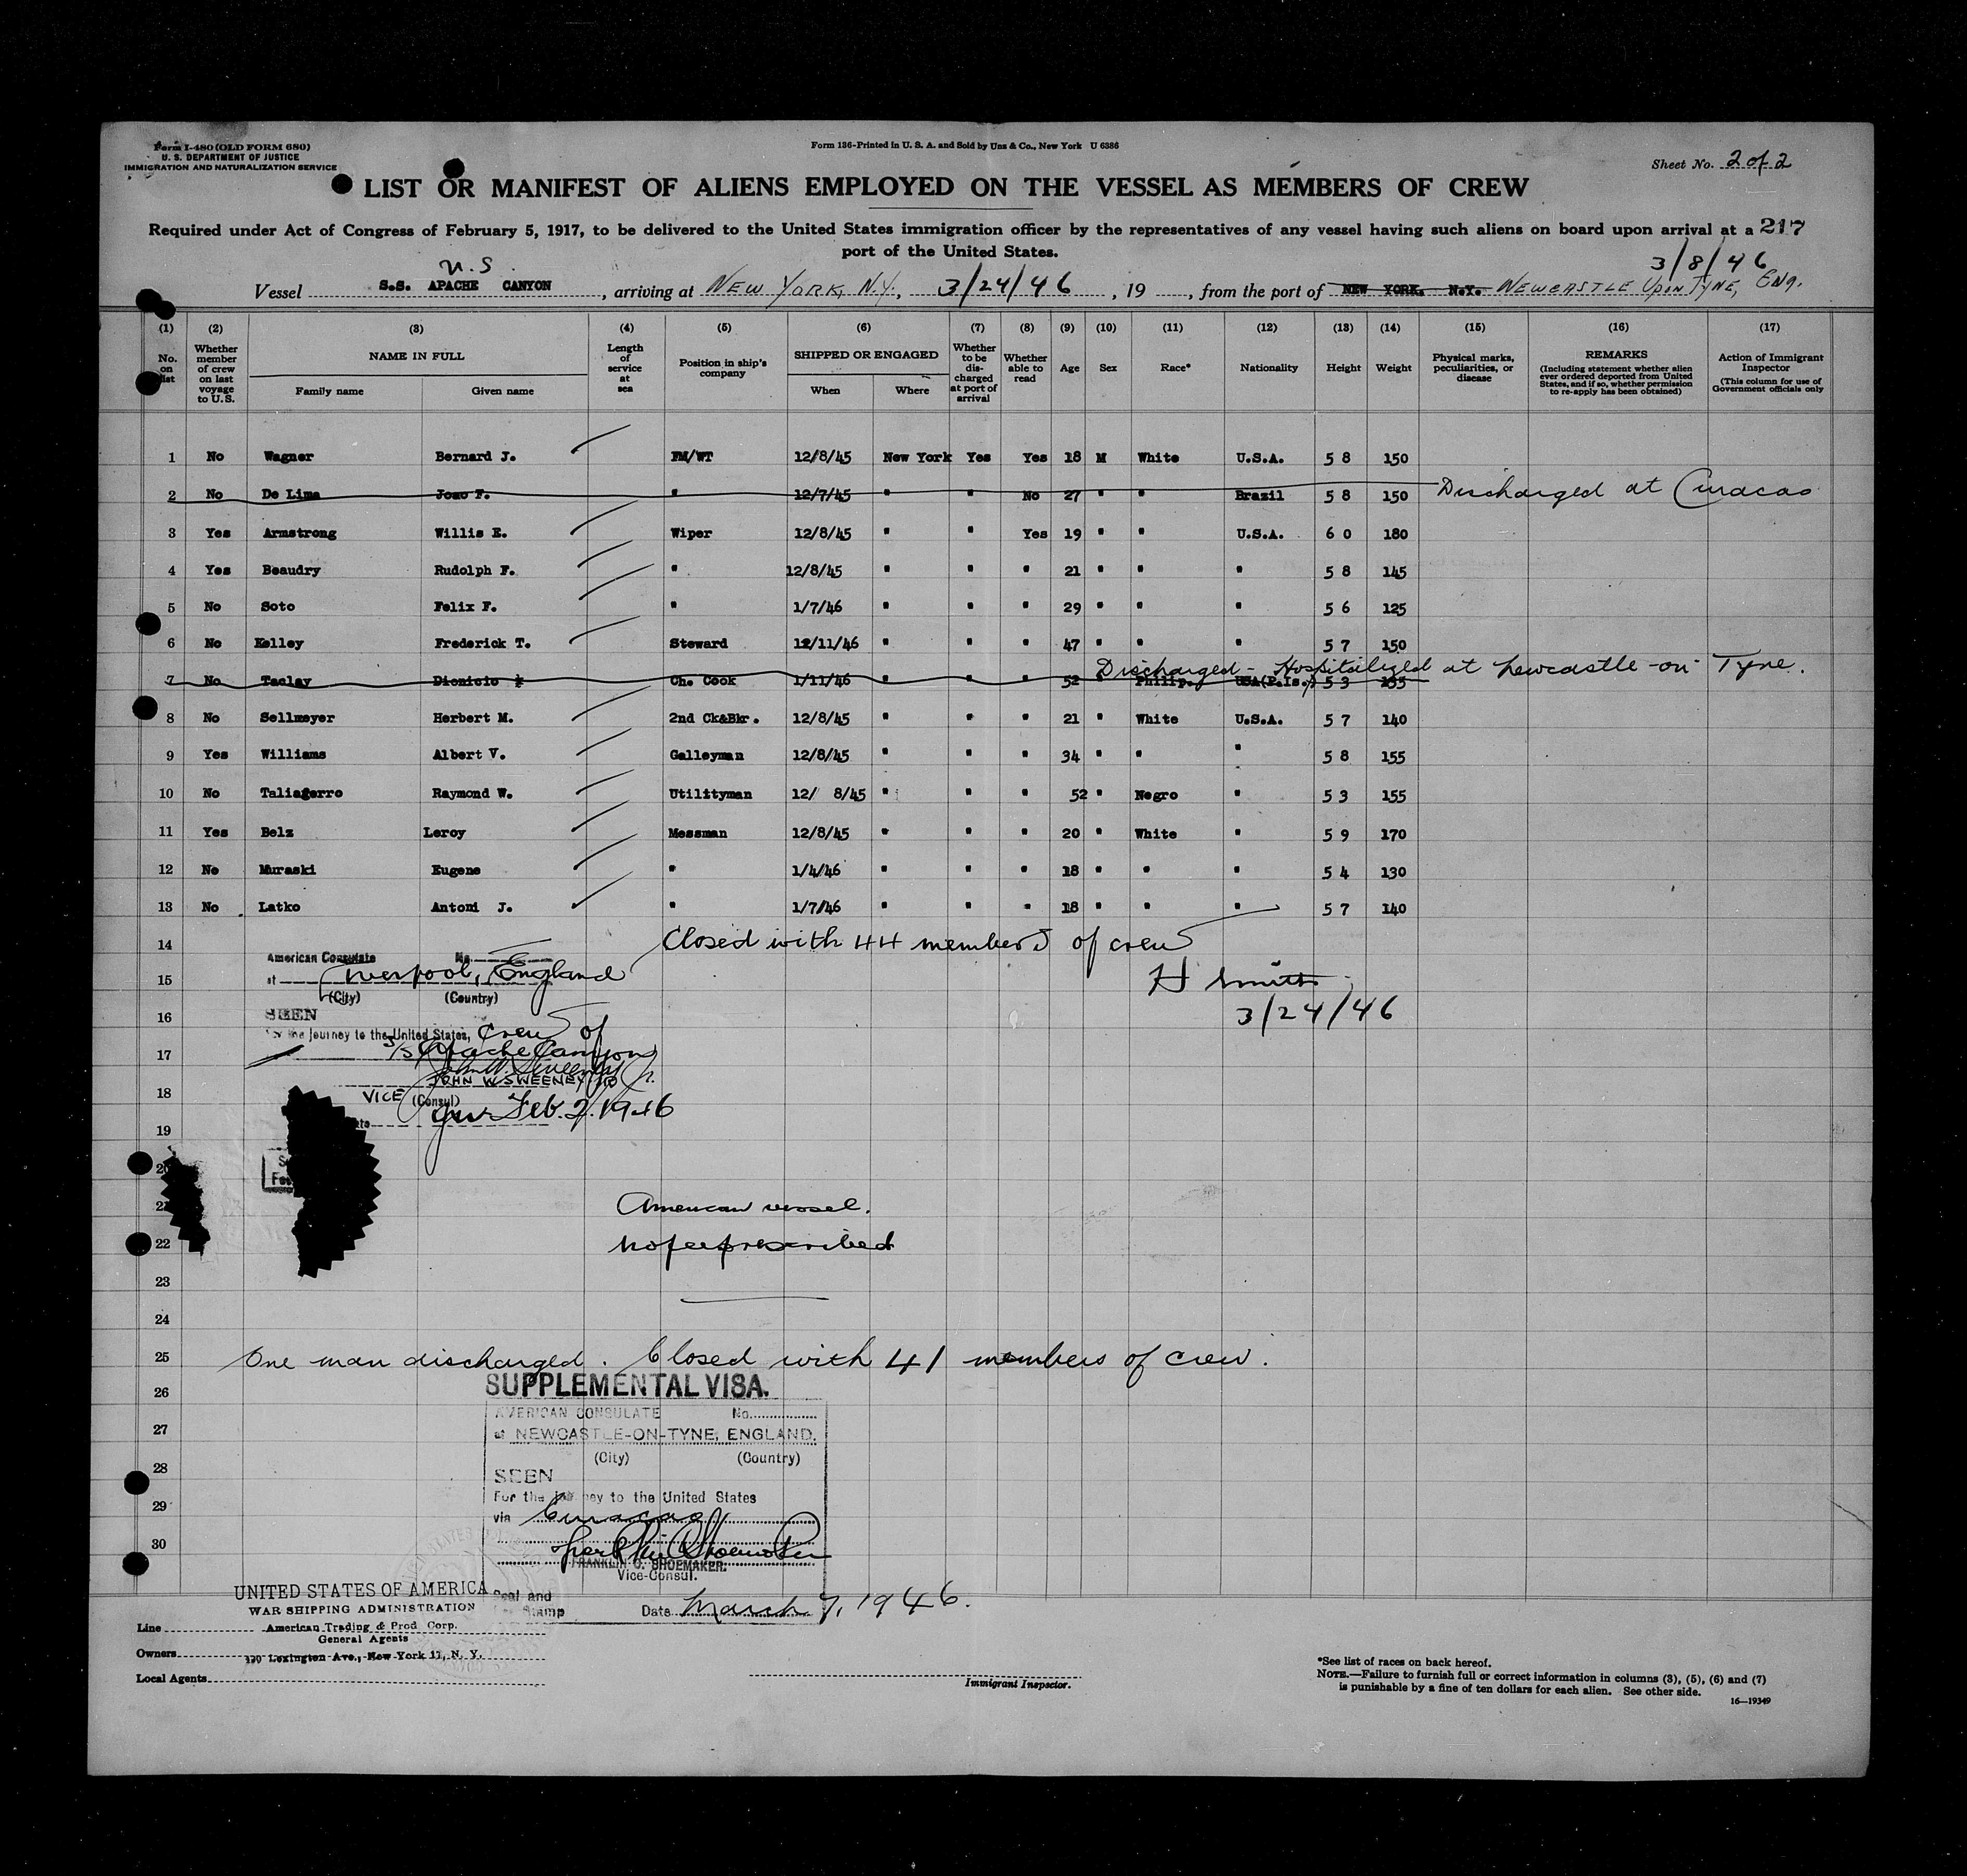 Form I-480 (OLD FORM 680)
U. S. DEPARTMENT OF JUSTICE
IMMIGRATION AND NATURALIZATION SERVICE
Form 136-Printed in U. S. A. and Sold by Unz & Co., New York U 6386
Sheet No. 2 of 2
LIST OR MANIFEST OF ALIENS EMPLOYED ON THE VESSEL AS MEMBERS OF CREW
Required under Act of Congress of February 5, 1917, to be delivered to the United States immigration officer by the representatives of any vessel having such aliens on board upon arrival at a 217
port of the United States.
U.S. 3/8/46
Vessel S.S. APACHE CANYON, arriving at NEW YORK, N.Y., 3/24/46, 19, from the port of NEW YORK. N.Y. NEWCASTLE Upon TYNE, Eng.
(1) (2) (3) (4) (5) (6) (7) (8) (9) (10) (11) (12) (13) (14) (15) (16) (17)
No. on list | Whether member of crew on last voyage to U.S. | NAME IN FULL | Family name | Given name | Length of service at sea | Position in ship's company | SHIPPED OR ENGAGED | When | Where | Whether to be discharged at port of arrival | Whether able to read | Age | Sex | Race* | Nationality | Height | Weight | Physical marks, peculiarities, or disease | REMARKS (Including statement whether alien ever ordered deported from United States, and if so, whether permission to re-apply has been obtained) | Action of Immigrant Inspector (This column for use of Government officials only
1 No Wagner Bernard J. FM/WT 12/8/45 New York Yes Yes 18 M White U.S.A. 5 8 150
2 No De Lima Joao F. " 12/7/45 " " No 27 " " Brazil 5 8 150 Discharged at Curacao
3 Yes Armstrong Willis E. Wiper 12/8/45 " " Yes 19 " " U.S.A. 6 0 180
4 Yes Beaudry Rudolph F. " 12/8/45 " " " 21 " " " 5 8 145
5 No Soto Felix F. " 1/7/46 " " " 29 " " " 5 6 125
6 No Kelley Frederick T. Steward 12/11/46 " " " 47 " " " 5 7 150
Discharged - Hospitalized at Newcastle-on-Tyne.
7 No Taclay Dionicio Ch. Cook 1/11/46 " " " 52 " Philip. USA(P.Is.) 5 3 155
8 No Sellmeyer Herbert M. 2nd Ck&Bkr. 12/8/45 " " " 21 " White U.S.A. 5 7 140
9 Yes Williams Albert V. Galleyman 12/8/45 " " " 34 " " " 5 8 155
10 No Taliaferro Raymond W. Utilityman 12/ 8/45 " " " 52 " Negro " 5 3 155
11 Yes Belz Leroy Messman 12/8/45 " " " 20 " White " 5 9 170
12 No Muraski Eugene " 1/4/46 " " " 18 " " " 5 4 130
13 No Latko Antoni J. " 1/7/46 " " " 18 " " " 5 7 140
14 Closed with 44 members of crew
American Consulate No.
15 at Liverpool, England H Smith
(City) (Country)
16 SEEN 3/24/46
for the journey to the United States, crew of
17 S/S Apache Canyon
JOHN W. SWEENEY JR
18 VICE (Consul)
Feb. 2. 1946
19
20
21 American vessel.
22 No fee prescribed
23
24
25 One man discharged. Closed with 41 members of crew.
26 SUPPLEMENTAL VISA.
AMERICAN CONSULATE No.
27 at NEWCASTLE-ON-TYNE, ENGLAND.
(City) (Country)
28 SEEN
29 For the journey to the United States
via Curacao
30
FRANKLIN C. SHOEMAKER.
Vice-Consul.
Seal and
Stamp Date March 7, 1946.
UNITED STATES OF AMERICA
WAR SHIPPING ADMINISTRATION
Line American Trading & Prod Corp.
General Agents
Owners Lexington Ave., New York 17, N. Y.
Local Agents
Immigrant Inspector.
*See list of races on back hereof.
NOTE.—Failure to furnish full or correct information in columns (3), (5), (6) and (7)
is punishable by a fine of ten dollars for each alien. See other side.
16—19349